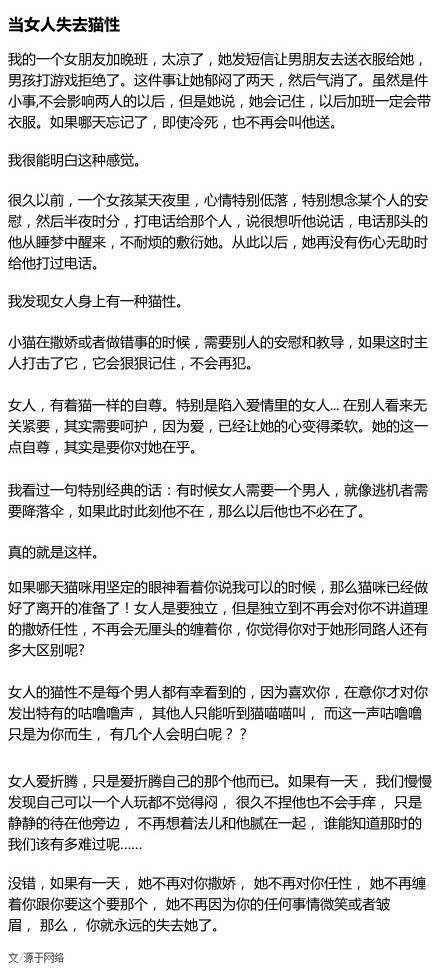 当女人失去猫性
我的一个女朋友加晚班，太凉了，她发短信让男朋友去送衣服给她，
男孩打游戏拒绝了。这件事让她郁闷了两天，然后气消了。虽然是件
小事,不会影响两人的以后，但是她说，她会记住，以后加班一定会带
衣服。如果哪天忘记了，即使冷死，也不再会叫他送。
我很能明白这种感觉。
很久以前，一个女孩某天夜里，心情特别低落，特别想念某个人的安
慰，然后半夜时分，打电话给那个人，说很想听他说话，电话那头的
他从睡梦中醒来，不耐烦的敷衍她。从此以后，她再没有伤心无助时
给他打过电话。
我发现女人身上有一种猫性。
小猫在撒娇或者做错事的时候，需要别人的安慰和教导，如果这时主
人打击了它，它会狠狠记住，不会再犯。
女人，有着猫一样的自尊。特别是陷入爱情里的女人... 在别人看来无
关紧要，其实需要呵护，因为爱，已经让她的心变得柔软。她的这一
点自尊，其实是要你对她在乎。
我看过一句特别经典的话：有时候女人需要一个男人，就像逃机者需
要降落伞，如果此时此刻他不在，那么以后他也不必在了。
真的就是这样。
如果哪天猫咪用坚定的眼神看着你说我可以的时候，那么猫咪已经做
好了离开的准备了！女人是要独立，但是独立到不再会对你不讲道理
的撒娇任性，不再会无厘头的缠着你，你觉得你对于她形同路人还有
多大区别呢?
女人的猫性不是每个男人都有幸看到的，因为喜欢你，在意你才对你
发出特有的咕噜噜声， 其他人只能听到猫喵喵叫， 而这一声咕噜噜
只是为你而生， 有几个人会明白呢？？
女人爱折腾，只是爱折腾自己的那个他而已。如果有一天， 我们慢慢
发现自己可以一个人玩都不觉得闷， 很久不捏他也不会手痒， 只是
静静的待在他旁边， 不再想着法儿和他腻在一起， 谁能知道那时的
我们该有多难过呢......
没错，如果有一天， 她不再对你撒娇， 她不再对你任性， 她不再缠
着你跟你要这个要那个， 她不再因为你的任何事情微笑或者皱
眉， 那么， 你就永远的失去她了。
文/源于网络